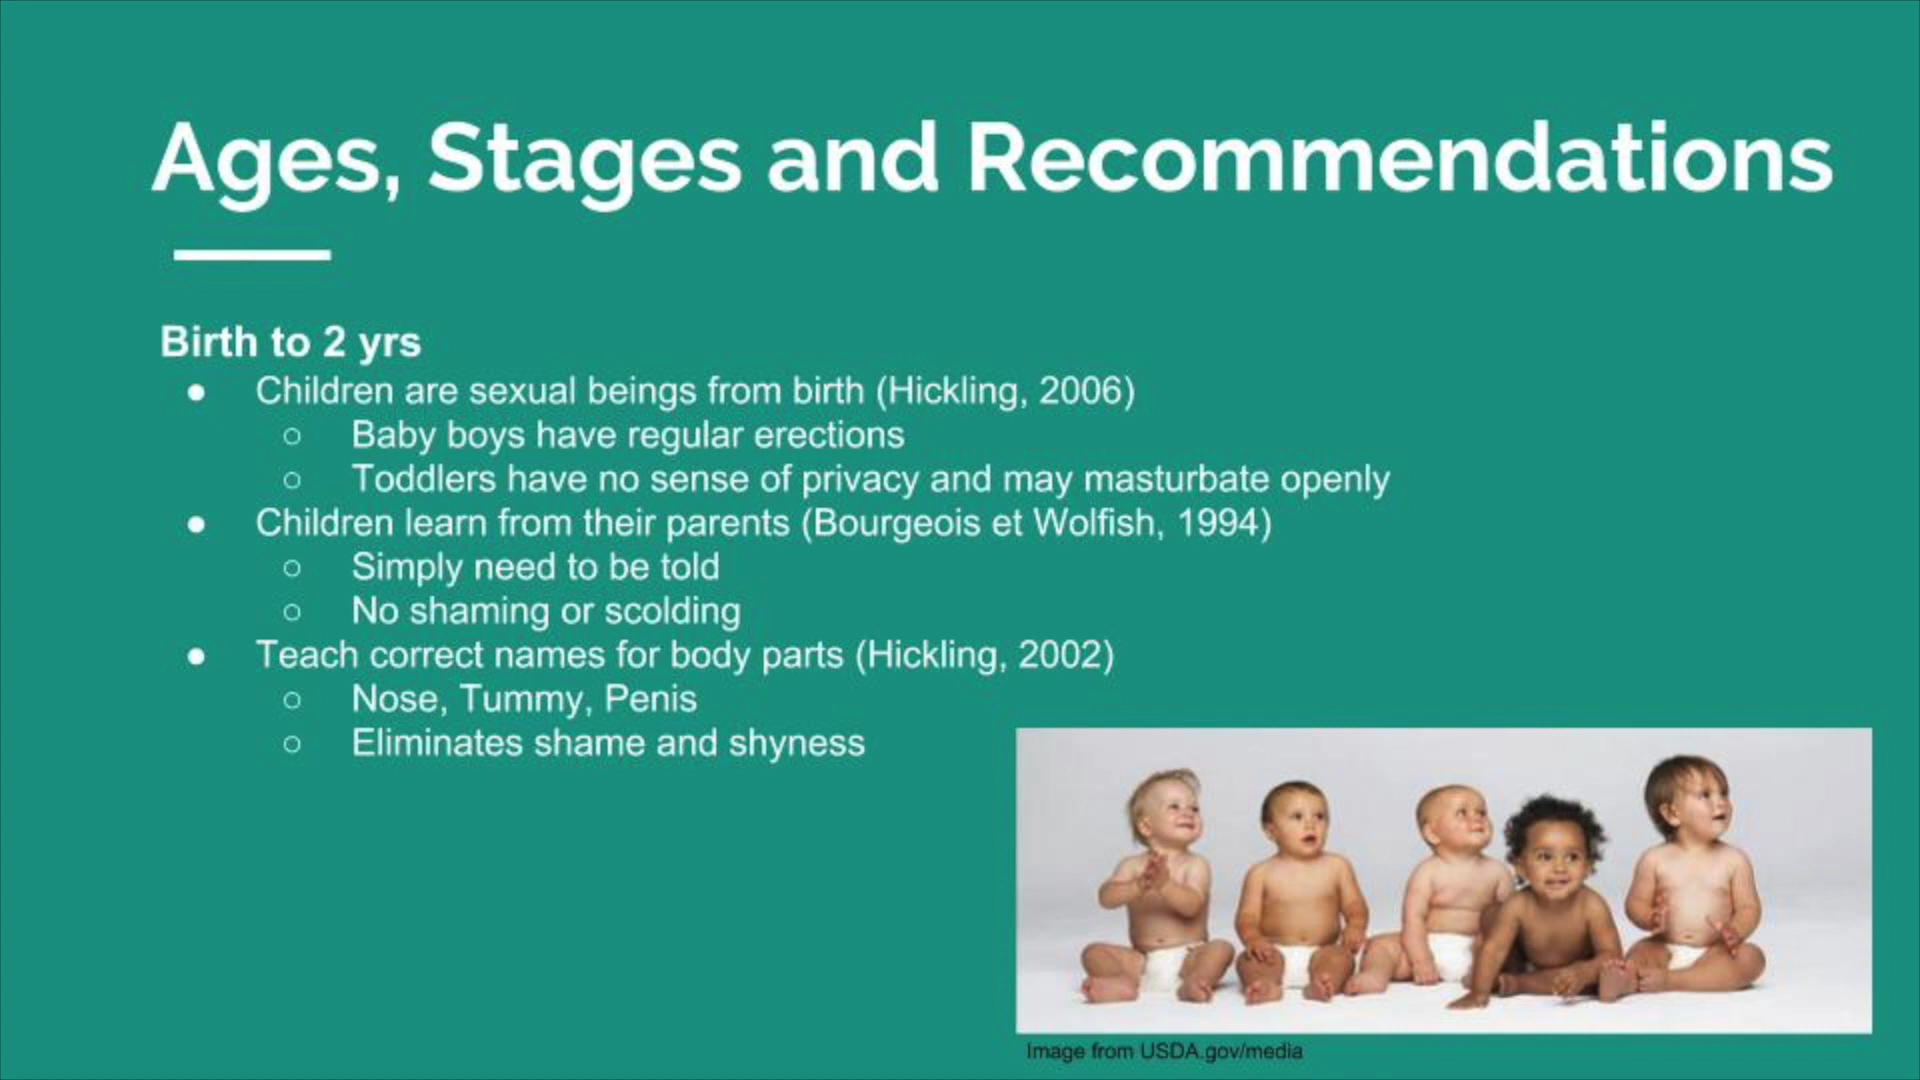 Ages, Stages and Recommendations
Birth to 2 yrs
● Children are sexual beings from birth (Hickling, 2006)
○ Baby boys have regular erections
○ Toddlers have no sense of privacy and may masturbate openly
● Children learn from their parents (Bourgeois et Wolfish, 1994)
○ Simply need to be told
○ No shaming or scolding
● Teach correct names for body parts (Hickling, 2002)
○ Nose, Tummy, Penis
○ Eliminates shame and shyness
Image from USDA.gov/media